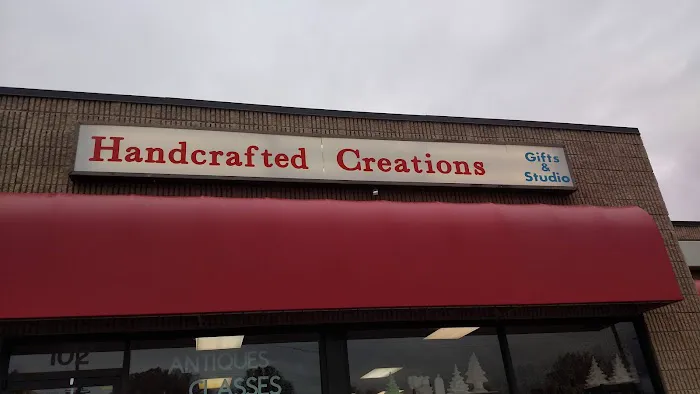 Handcrafted Creations
Gifts
&
Studio
102
ANTIQUES
CLASSES